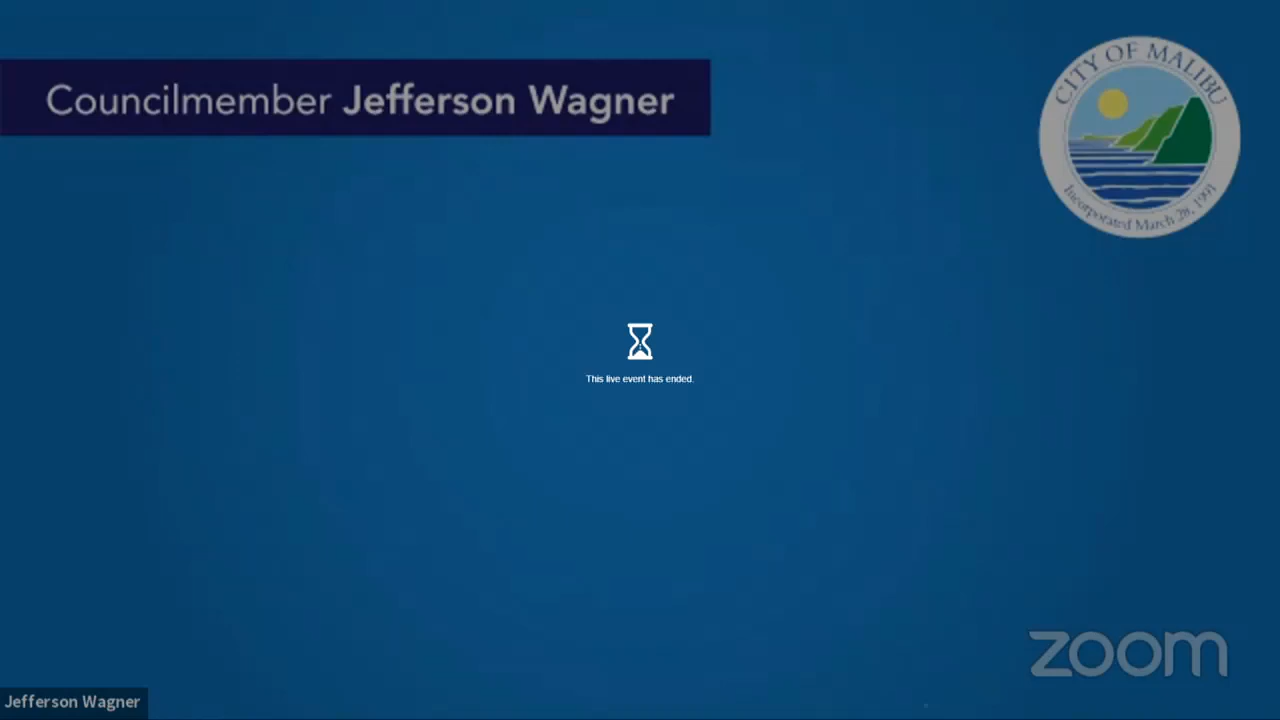 Councilmember Jefferson Wagner
CITY OF MALIBU
Incorporated March 28, 1991
This live event has ended.
zoom
Jefferson Wagner